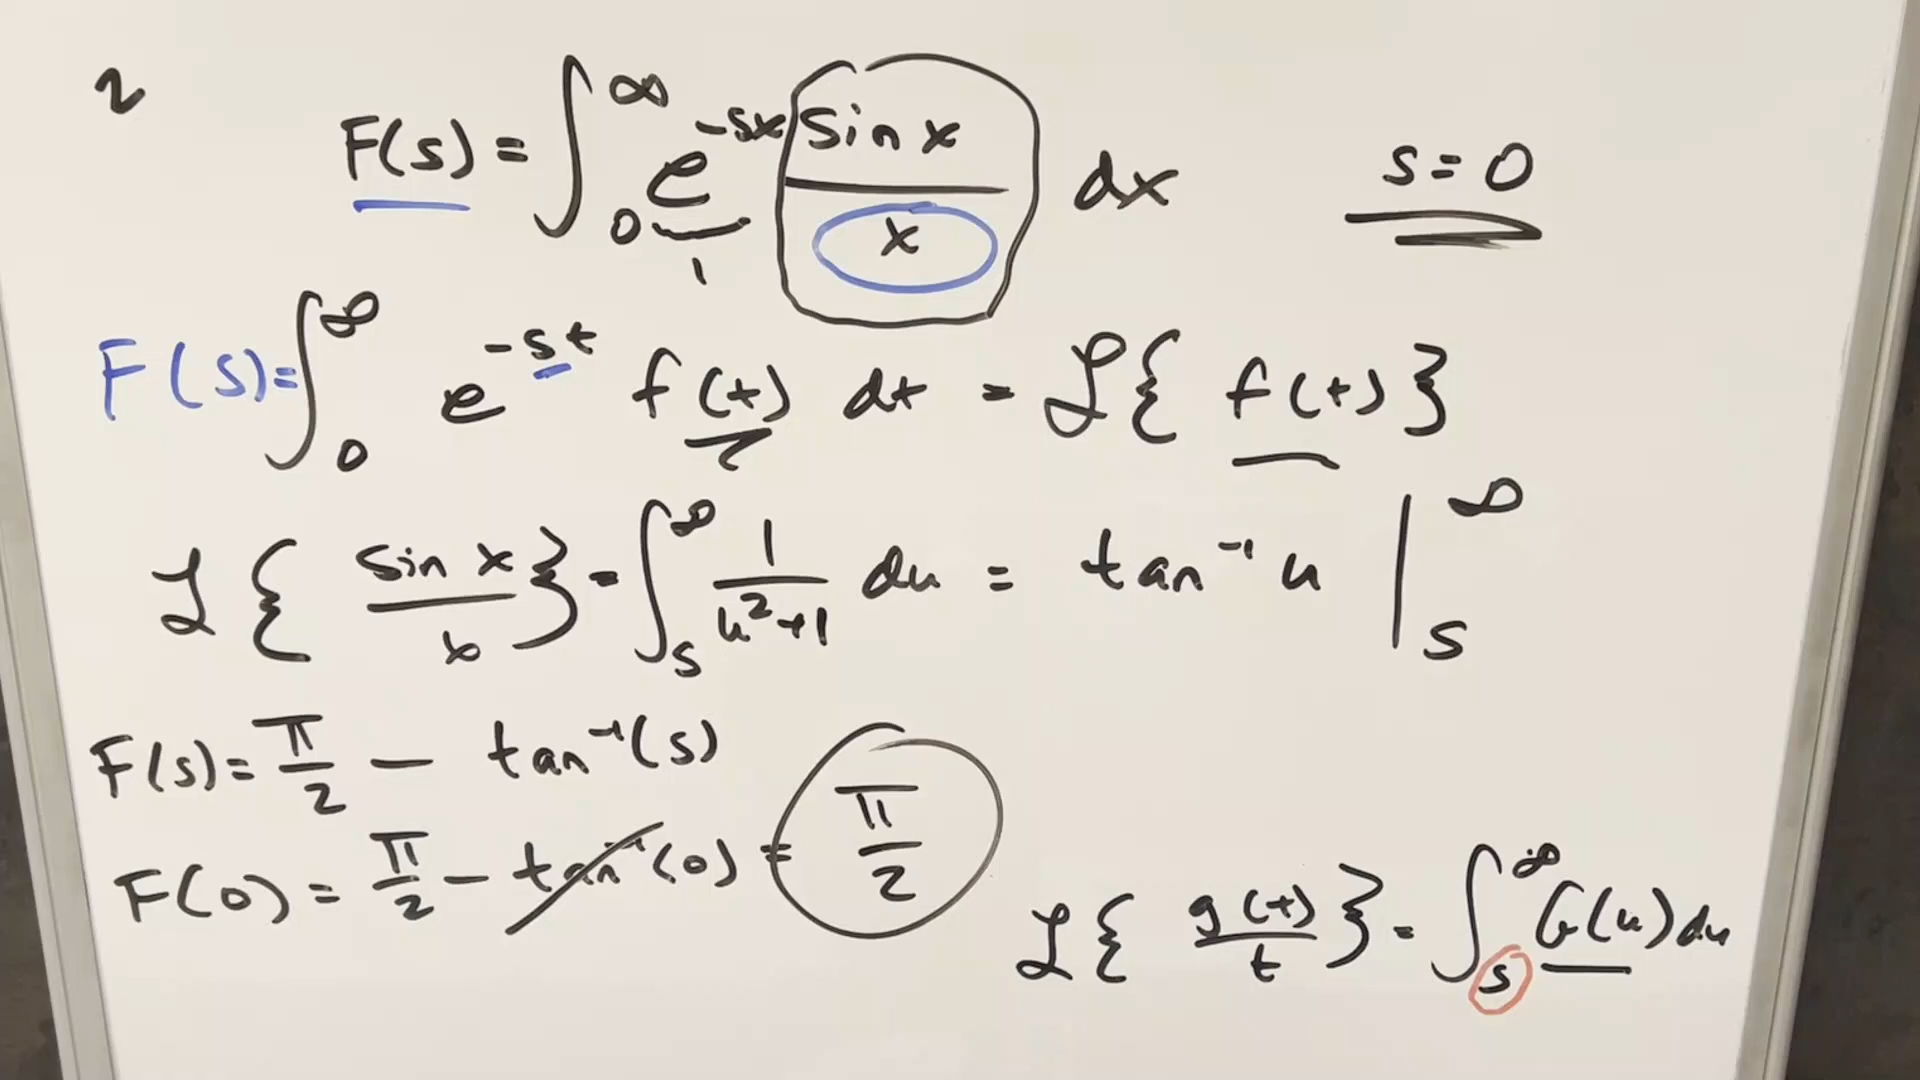 2
F(s) = ∫₀^∞ e^{-sx} sin x / x dx    s = 0
1
F(s) = ∫₀^∞ e^{-st} f(t) dt = ℒ{ f(t) }
ℒ{ sin x / x } = ∫ₛ^∞ 1 / (u²+1) du = tan⁻¹ u |ₛ^∞
F(s) = π/2 − tan⁻¹(s)
F(0) = π/2 − tan⁻¹(0) = π/2
ℒ{ g(t) / t } = ∫ₛ^∞ G(u) du